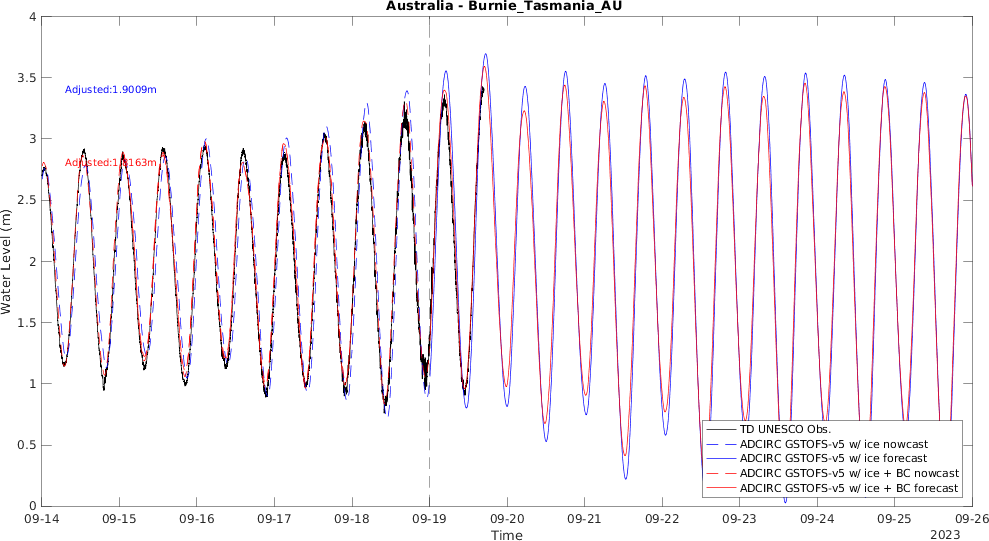 Australia - Burnie_Tasmania_AU
4
3.5
3
2.5
2
1.5
1
0.5
0
Water Level (m)
Adjusted:1.9009m
09-14
09-15
09-16
09-17
09-18
09-19
09-20
09-21
09-22
09-23
09-24
09-25
09-26
Time
2023
TD UNESCO Obs.
ADCIRC GSTOFS-v5 w/ ice nowcast
ADCIRC GSTOFS-v5 w/ ice forecast
ADCIRC GSTOFS-v5 w/ ice + BC nowcast
ADCIRC GSTOFS-v5 w/ ice + BC forecast